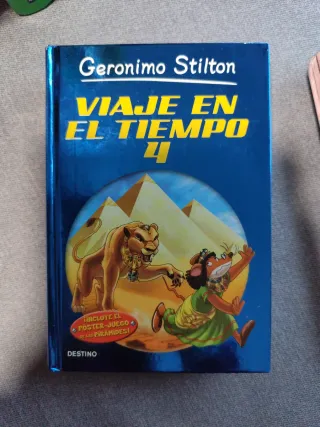 Geronimo Stilton
VIAJE EN
EL TIEMPO
4
¡INCLUYE EL
PÓSTER-JUEGO
DE LAS PIRÁMIDES!
DESTINO